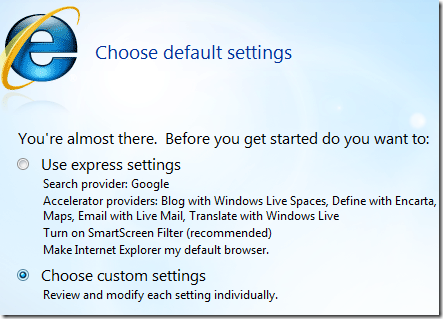 Choose default settings
You're almost there.  Before you get started do you want to:
Use express settings
Search provider: Google
Accelerator providers: Blog with Windows Live Spaces, Define with Encarta,
Maps, Email with Live Mail, Translate with Windows Live
Turn on SmartScreen Filter (recommended)
Make Internet Explorer my default browser.
Choose custom settings
Review and modify each setting individually.